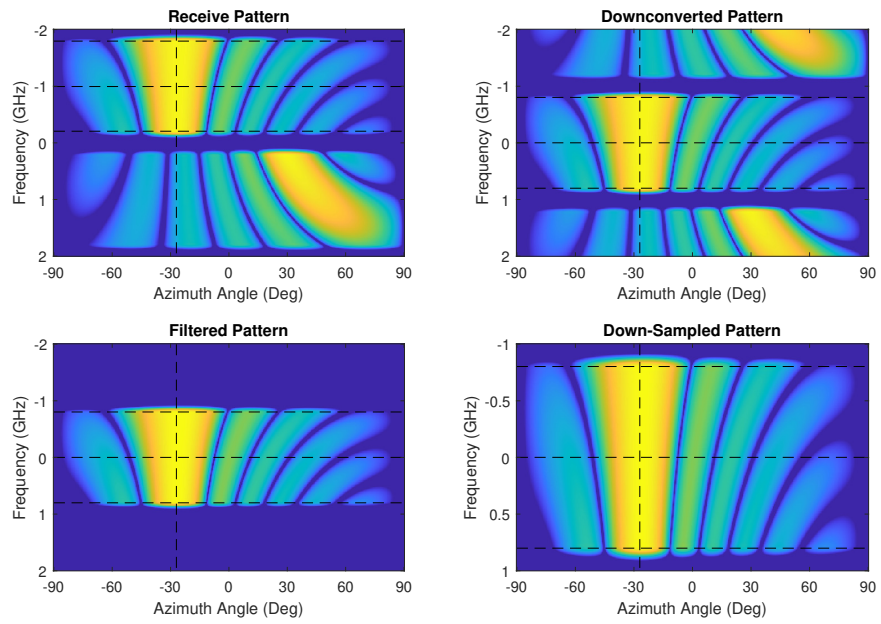 Receive Pattern
-2
-1
0
1
2
Frequency (GHz)
-90 -60 -30 0 30 60 90
Azimuth Angle (Deg)
Downconverted Pattern
-2
-1
0
1
2
Frequency (GHz)
-90 -60 -30 0 30 60 90
Azimuth Angle (Deg)
Filtered Pattern
-2
-1
0
1
2
Frequency (GHz)
-90 -60 -30 0 30 60 90
Azimuth Angle (Deg)
Down-Sampled Pattern
-1
-0.5
0
0.5
1
Frequency (GHz)
-90 -60 -30 0 30 60 90
Azimuth Angle (Deg)